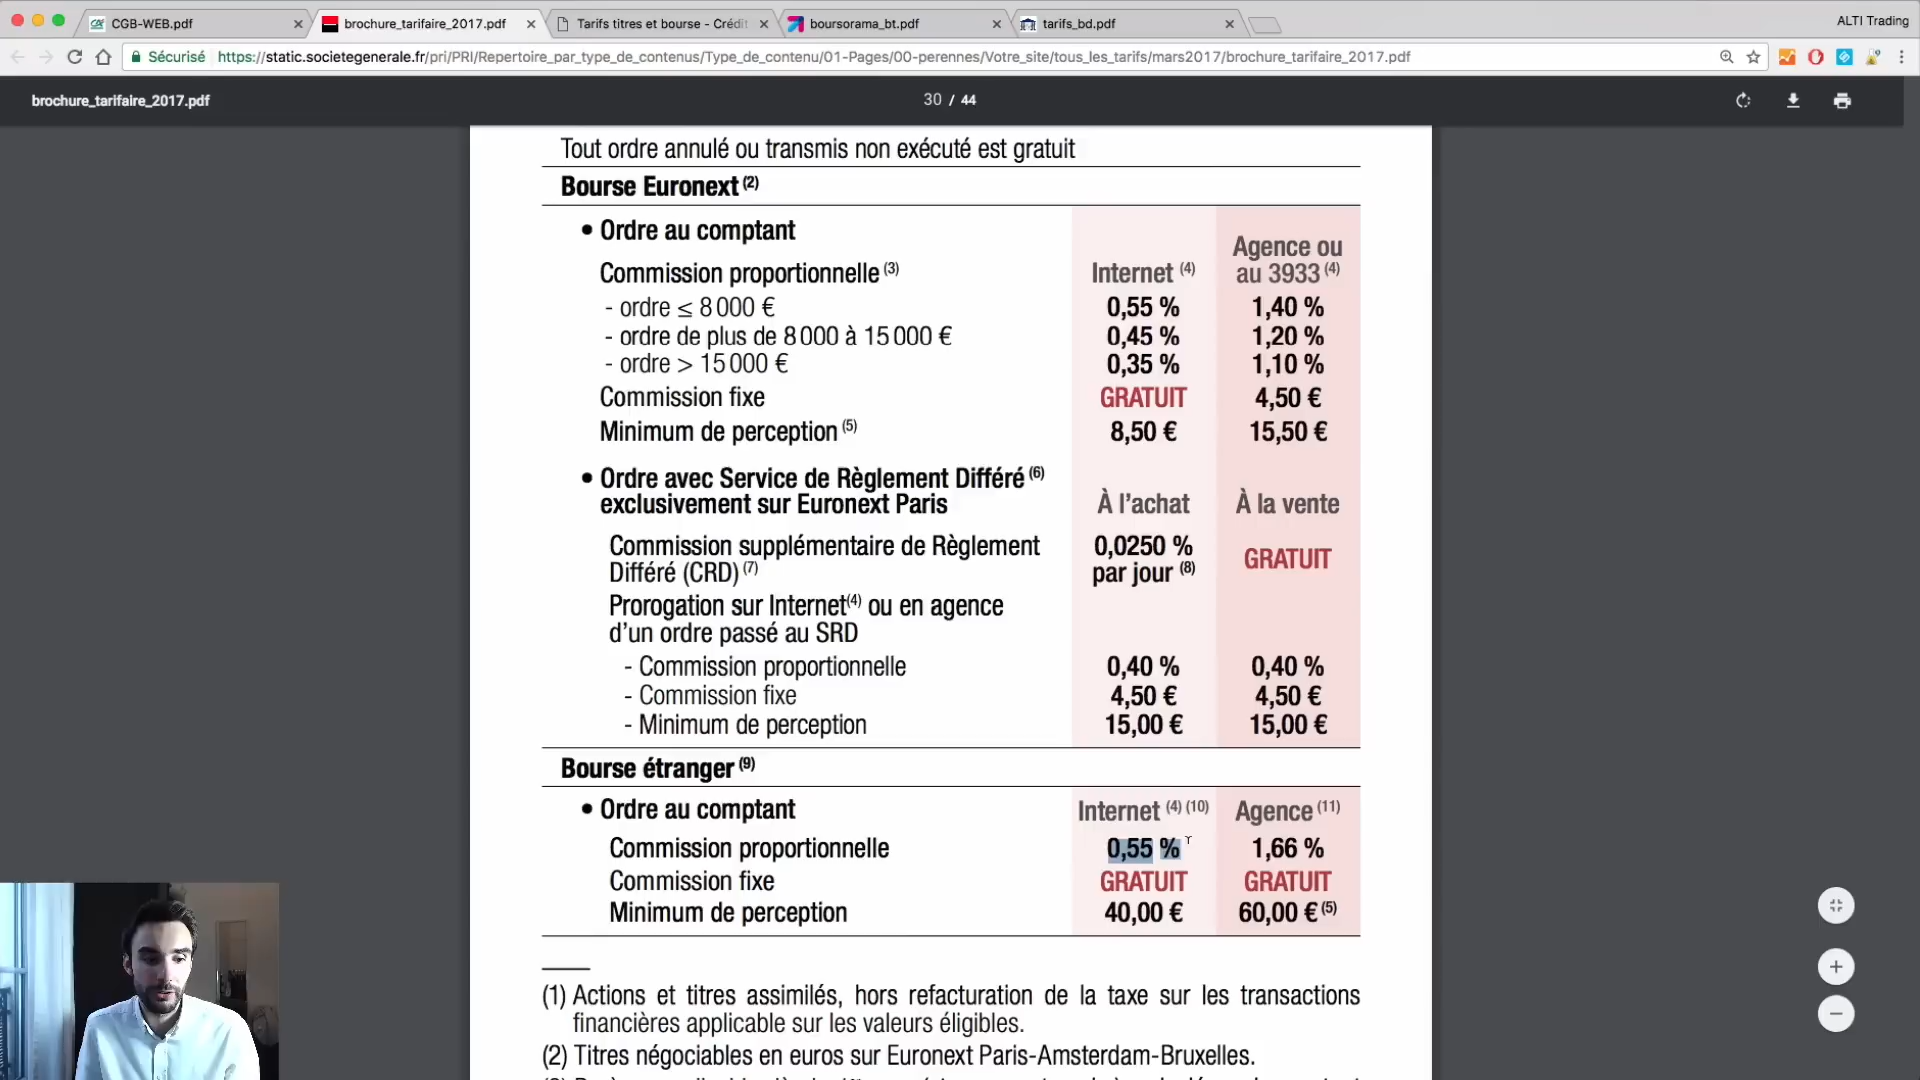 CGB-WEB.pdf
brochure_tarifaire_2017.pdf
Tarifs titres et bourse - Crédit
boursorama_bt.pdf
tarifs_bd.pdf
ALTI Trading
Sécurisé
https://static.societegenerale.fr/pri/PRI/Repertoire_par_type_de_contenus/Type_de_contenu/01-Pages/00-perennes/Votre_site/tous_les_tarifs/mars2017/brochure_tarifaire_2017.pdf
brochure_tarifaire_2017.pdf
30 / 44
Tout ordre annulé ou transmis non exécuté est gratuit
Bourse Euronext (2)
• Ordre au comptant
Commission proportionnelle (3) Internet (4) Agence ou au 3933 (4)
- ordre ≤ 8 000 € 0,55 % 1,40 %
- ordre de plus de 8 000 à 15 000 € 0,45 % 1,20 %
- ordre > 15 000 € 0,35 % 1,10 %
Commission fixe GRATUIT 4,50 €
Minimum de perception (5) 8,50 € 15,50 €
• Ordre avec Service de Règlement Différé (6)
exclusivement sur Euronext Paris À l'achat À la vente
Commission supplémentaire de Règlement 0,0250 %
Différé (CRD) (7) par jour (8) GRATUIT
Prorogation sur Internet(4) ou en agence
d'un ordre passé au SRD
- Commission proportionnelle 0,40 % 0,40 %
- Commission fixe 4,50 € 4,50 €
- Minimum de perception 15,00 € 15,00 €
Bourse étranger (9)
• Ordre au comptant Internet (4) (10) Agence (11)
Commission proportionnelle 0,55 % 1,66 %
Commission fixe GRATUIT GRATUIT
Minimum de perception 40,00 € 60,00 € (5)
(1) Actions et titres assimilés, hors refacturation de la taxe sur les transactions
financières applicable sur les valeurs éligibles.
(2) Titres négociables en euros sur Euronext Paris-Amsterdam-Bruxelles.